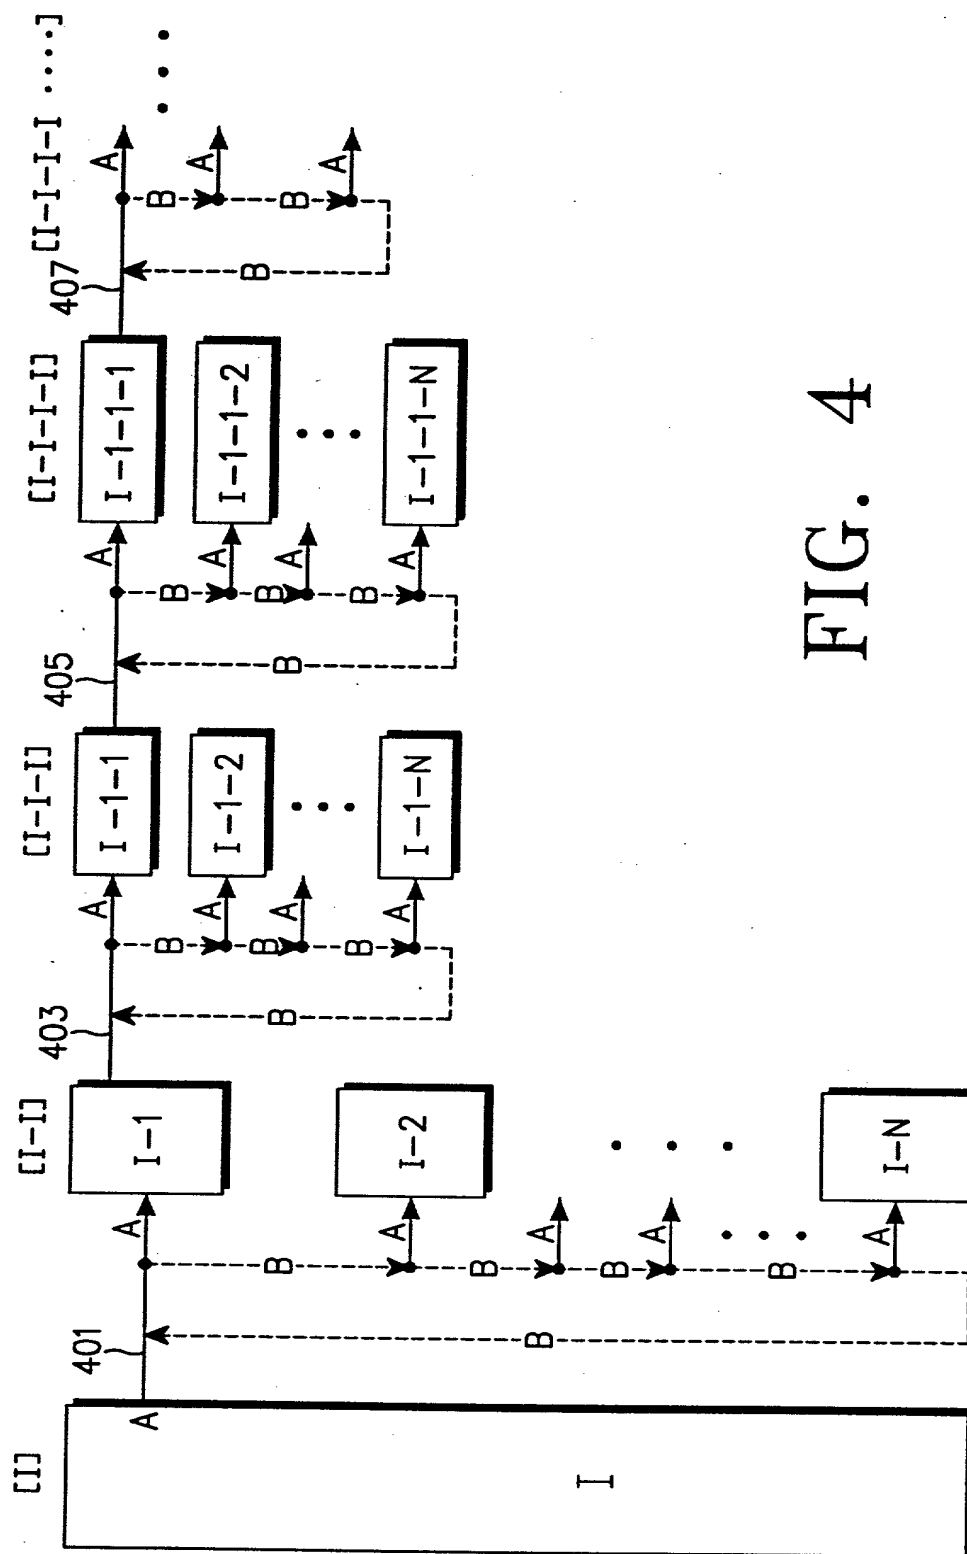 [I]
[I-I]
[I-I-I]
[I-I-I-I]
[I-I-I-I ....]
401
403
405
407
I
A
A
I-1
B
A
I-2
B
A
B
A
B
A
I-N
B
A
I-1-1
B
A
I-1-2
B
A
B
A
I-1-N
B
A
I-1-1-1
B
A
I-1-1-2
B
A
B
A
I-1-1-N
B
A
B
A
B
A
B
FIG. 4